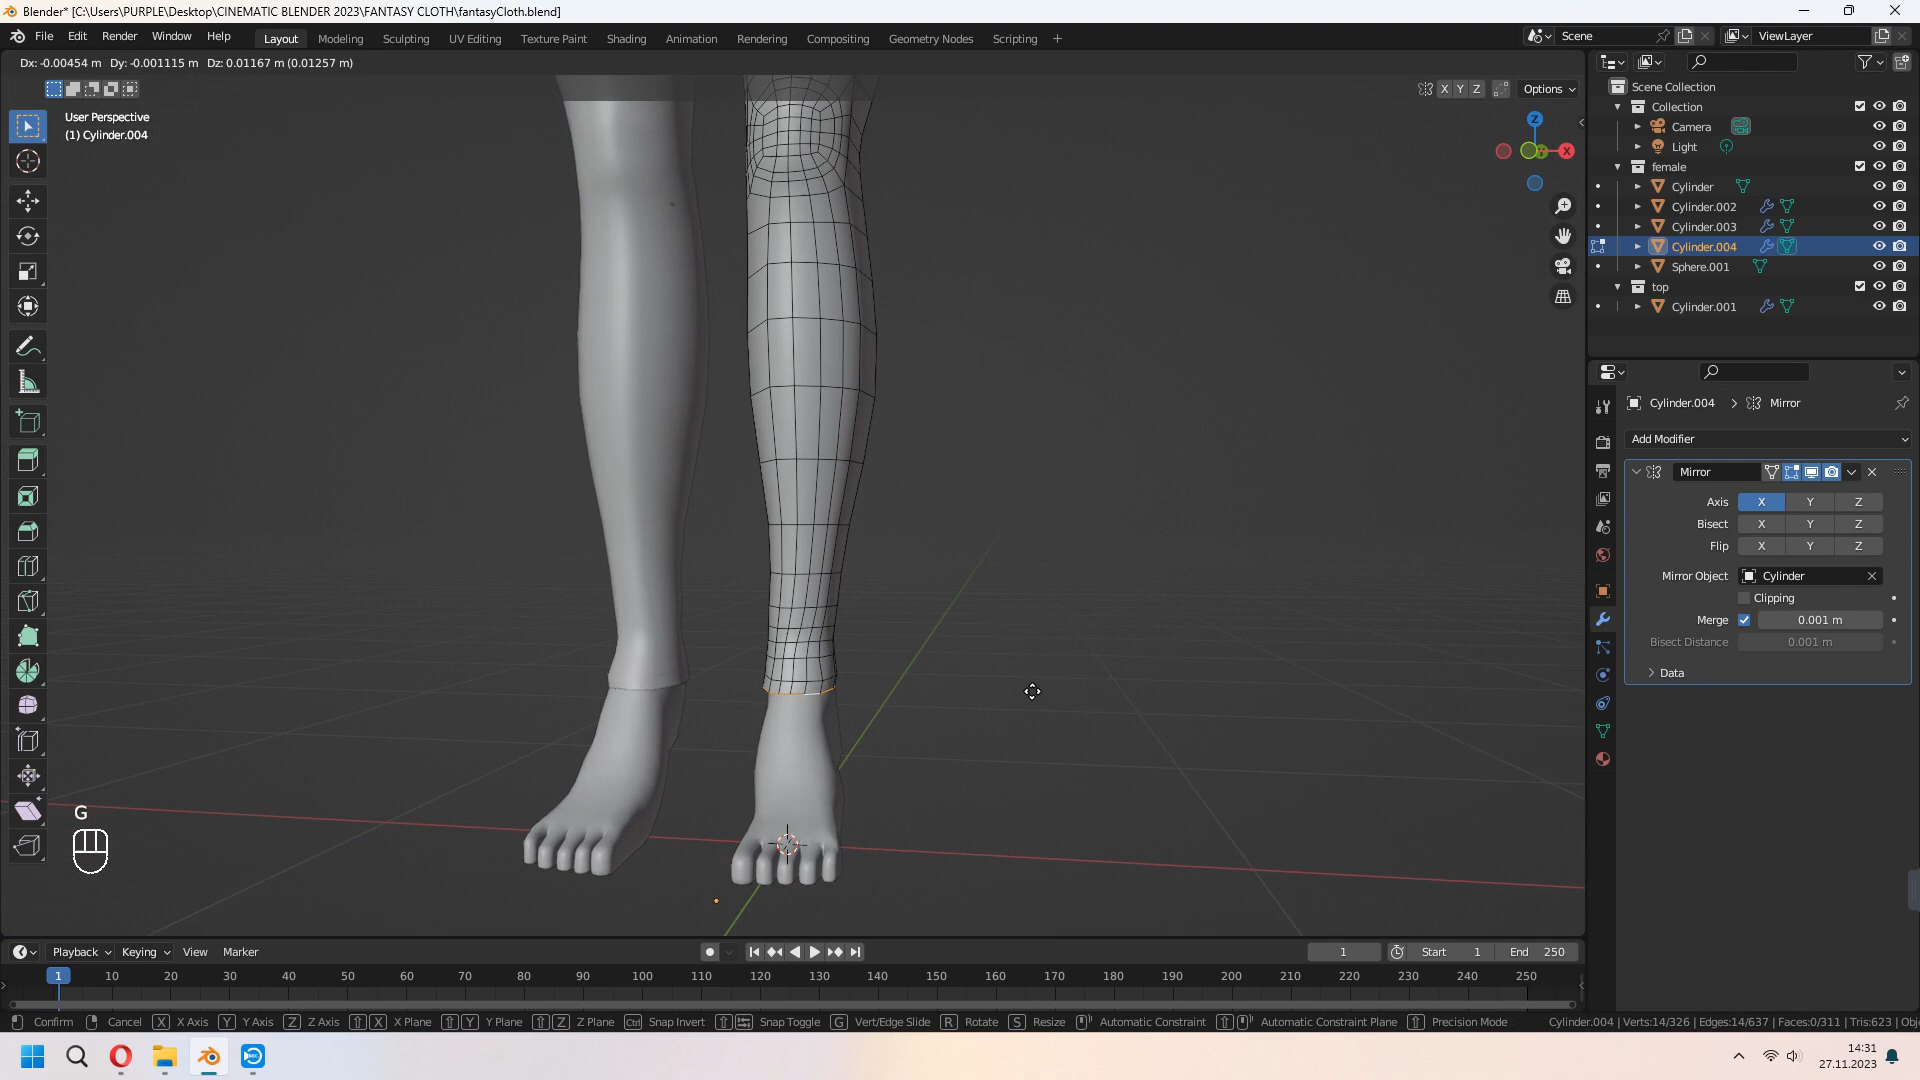 Blender* [C:\Users\PURPLE\Desktop\CINEMATIC BLENDER 2023\FANTASY CLOTH\fantasyCloth.blend]
File Edit Render Window Help Layout Modeling Sculpting UV Editing Texture Paint Shading Animation Rendering Compositing Geometry Nodes Scripting + Scene ViewLayer
Dx: -0.00454 m Dy: -0.001115 m Dz: 0.01167 m (0.01257 m)
X Y Z Options
User Perspective
(1) Cylinder.004
Z
Y X
G
Scene Collection
Collection
Camera
Light
female
Cylinder
Cylinder.002
Cylinder.003
Cylinder.004
Sphere.001
top
Cylinder.001
Cylinder.004 > Mirror
Add Modifier
Mirror
Axis X Y Z
Bisect X Y Z
Flip X Y Z
Mirror Object Cylinder
Clipping
Merge 0.001 m
Bisect Distance 0.001 m
Data
Playback Keying View Marker 1 Start 1 End 250
1 10 20 30 40 50 60 70 80 90 100 110 120 130 140 150 160 170 180 190 200 210 220 230 240 250
Confirm Cancel X X Axis Y Y Axis Z Z Axis X X Plane Y Y Plane Z Z Plane Ctrl Snap Invert Snap Toggle G Vert/Edge Slide R Rotate S Resize Automatic Constraint Automatic Constraint Plane Precision Mode Cylinder.004 | Verts:14/326 | Edges:14/637 | Faces:0/311 | Tris:623 | Obj
14:31
27.11.2023